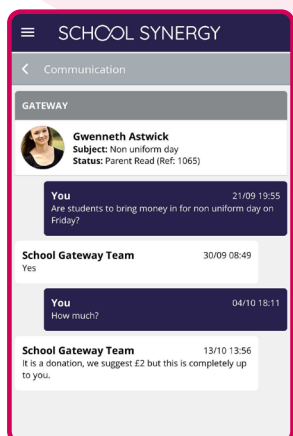 SCHOOL SYNERGY
Communication
GATEWAY
Gwenneth Astwick
Subject: Non uniform day
Status: Parent Read (Ref: 1065)
You 21/09 19:55
Are students to bring money in for non uniform day on
Friday?
School Gateway Team 30/09 08:49
Yes
You 04/10 18:11
How much?
School Gateway Team 13/10 13:56
It is a donation, we suggest £2 but this is completely up
to you.